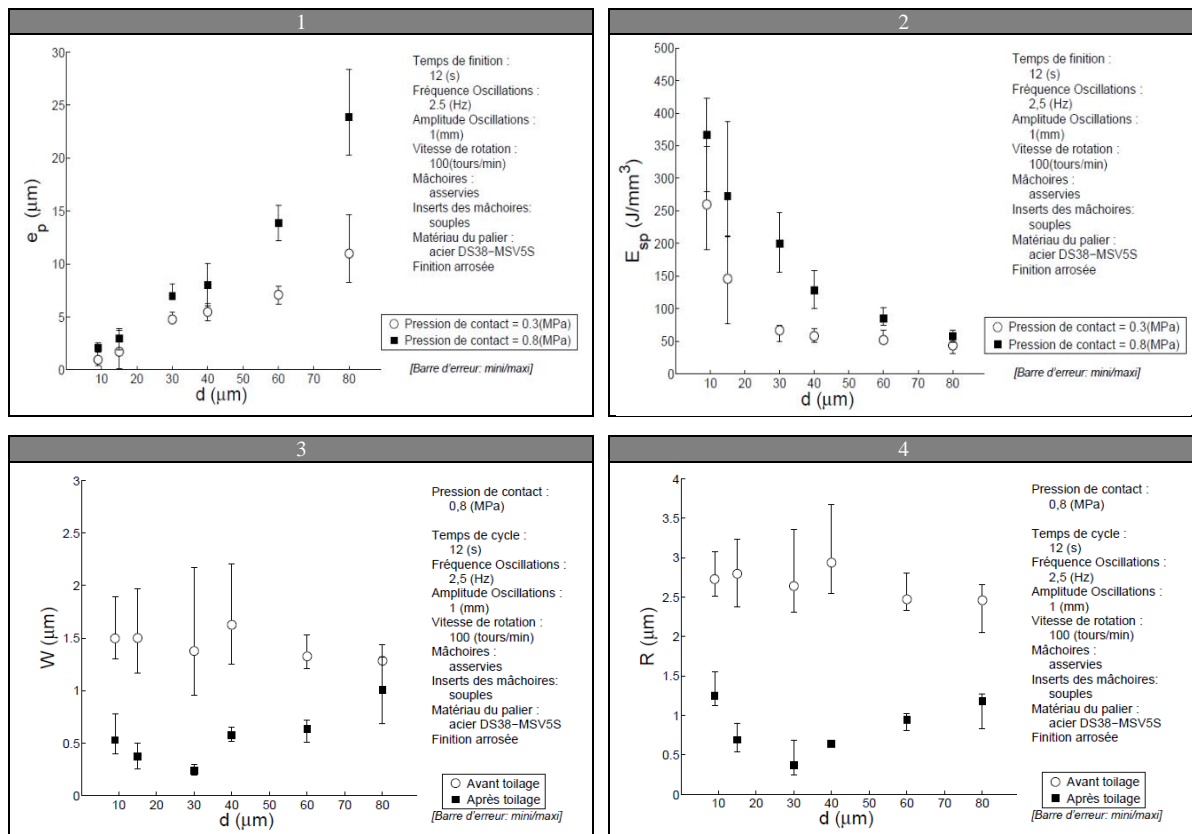 1
30
25
20
15
10
5
0
e_p (μm)
10 20 30 40 50 60 70 80
d (μm)
Temps de finition :
12 (s)
Fréquence Oscillations :
2.5 (Hz)
Amplitude Oscillations :
1(mm)
Vitesse de rotation :
100(tours/min)
Mâchoires :
asservies
Inserts des mâchoires:
souples
Matériau du palier :
acier DS38-MSV5S
Finition arrosée
Pression de contact = 0.3(MPa)
Pression de contact = 0.8(MPa)
[Barre d'erreur: mini/maxi]
2
500
450
400
350
300
250
200
150
100
50
0
E_sp (J/mm³)
10 20 30 40 50 60 70 80
d (μm)
Temps de finition :
12 (s)
Fréquence Oscillations :
2,5 (Hz)
Amplitude Oscillations :
1(mm)
Vitesse de rotation :
100(tours/min)
Mâchoires :
asservies
Inserts des mâchoires:
souples
Matériau du palier :
acier DS38-MSV5S
Finition arrosée
Pression de contact = 0.3(MPa)
Pression de contact = 0.8(MPa)
[Barre d'erreur: mini/maxi]
3
3
2.5
2
1.5
1
0.5
0
W (μm)
10 20 30 40 50 60 70 80
d (μm)
Pression de contact :
0,8 (MPa)
Temps de cycle :
12 (s)
Fréquence Oscillations :
2,5 (Hz)
Amplitude Oscillations :
1 (mm)
Vitesse de rotation :
100 (tours/min)
Mâchoires :
asservies
Inserts des mâchoires:
souples
Matériau du palier :
acier DS38-MSV5S
Finition arrosée
Avant toilage
Après toilage
[Barre d'erreur: mini/maxi]
4
4
3.5
3
2.5
2
1.5
1
0.5
0
R (μm)
10 20 30 40 50 60 70 80
d (μm)
Pression de contact :
0,8 (MPa)
Temps de cycle :
12 (s)
Fréquence Oscillations :
2,5 (Hz)
Amplitude Oscillations :
1 (mm)
Vitesse de rotation :
100 (tours/min)
Mâchoires :
asservies
Inserts des mâchoires:
souples
Matériau du palier :
acier DS38-MSV5S
Finition arrosée
Avant toilage
Après toilage
[Barre d'erreur: mini/maxi]